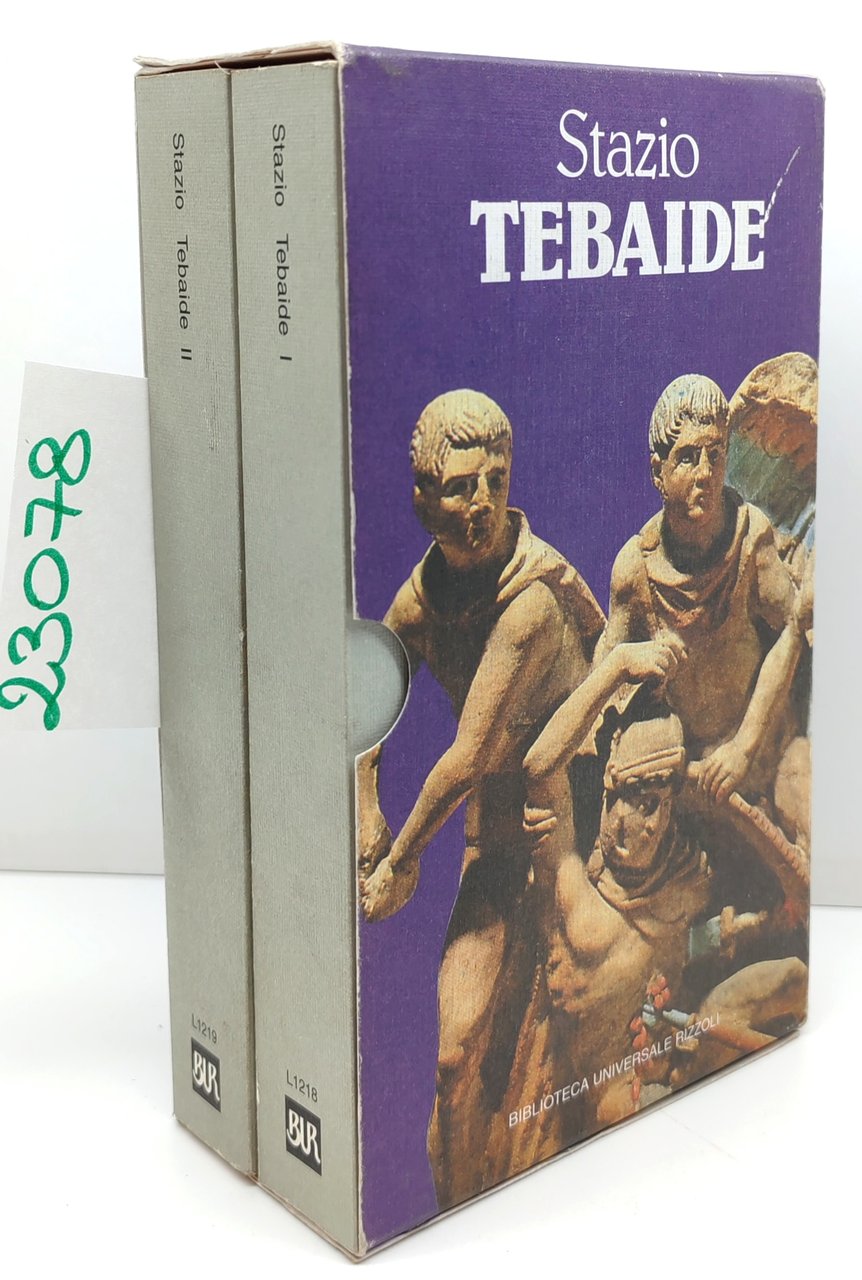 Stazio
TEBAIDE
BIBLIOTECA UNIVERSALE RIZZOLI
Stazio Tebaide I
L1218
BUR
Stazio Tebaide II
L1219
BUR
23078